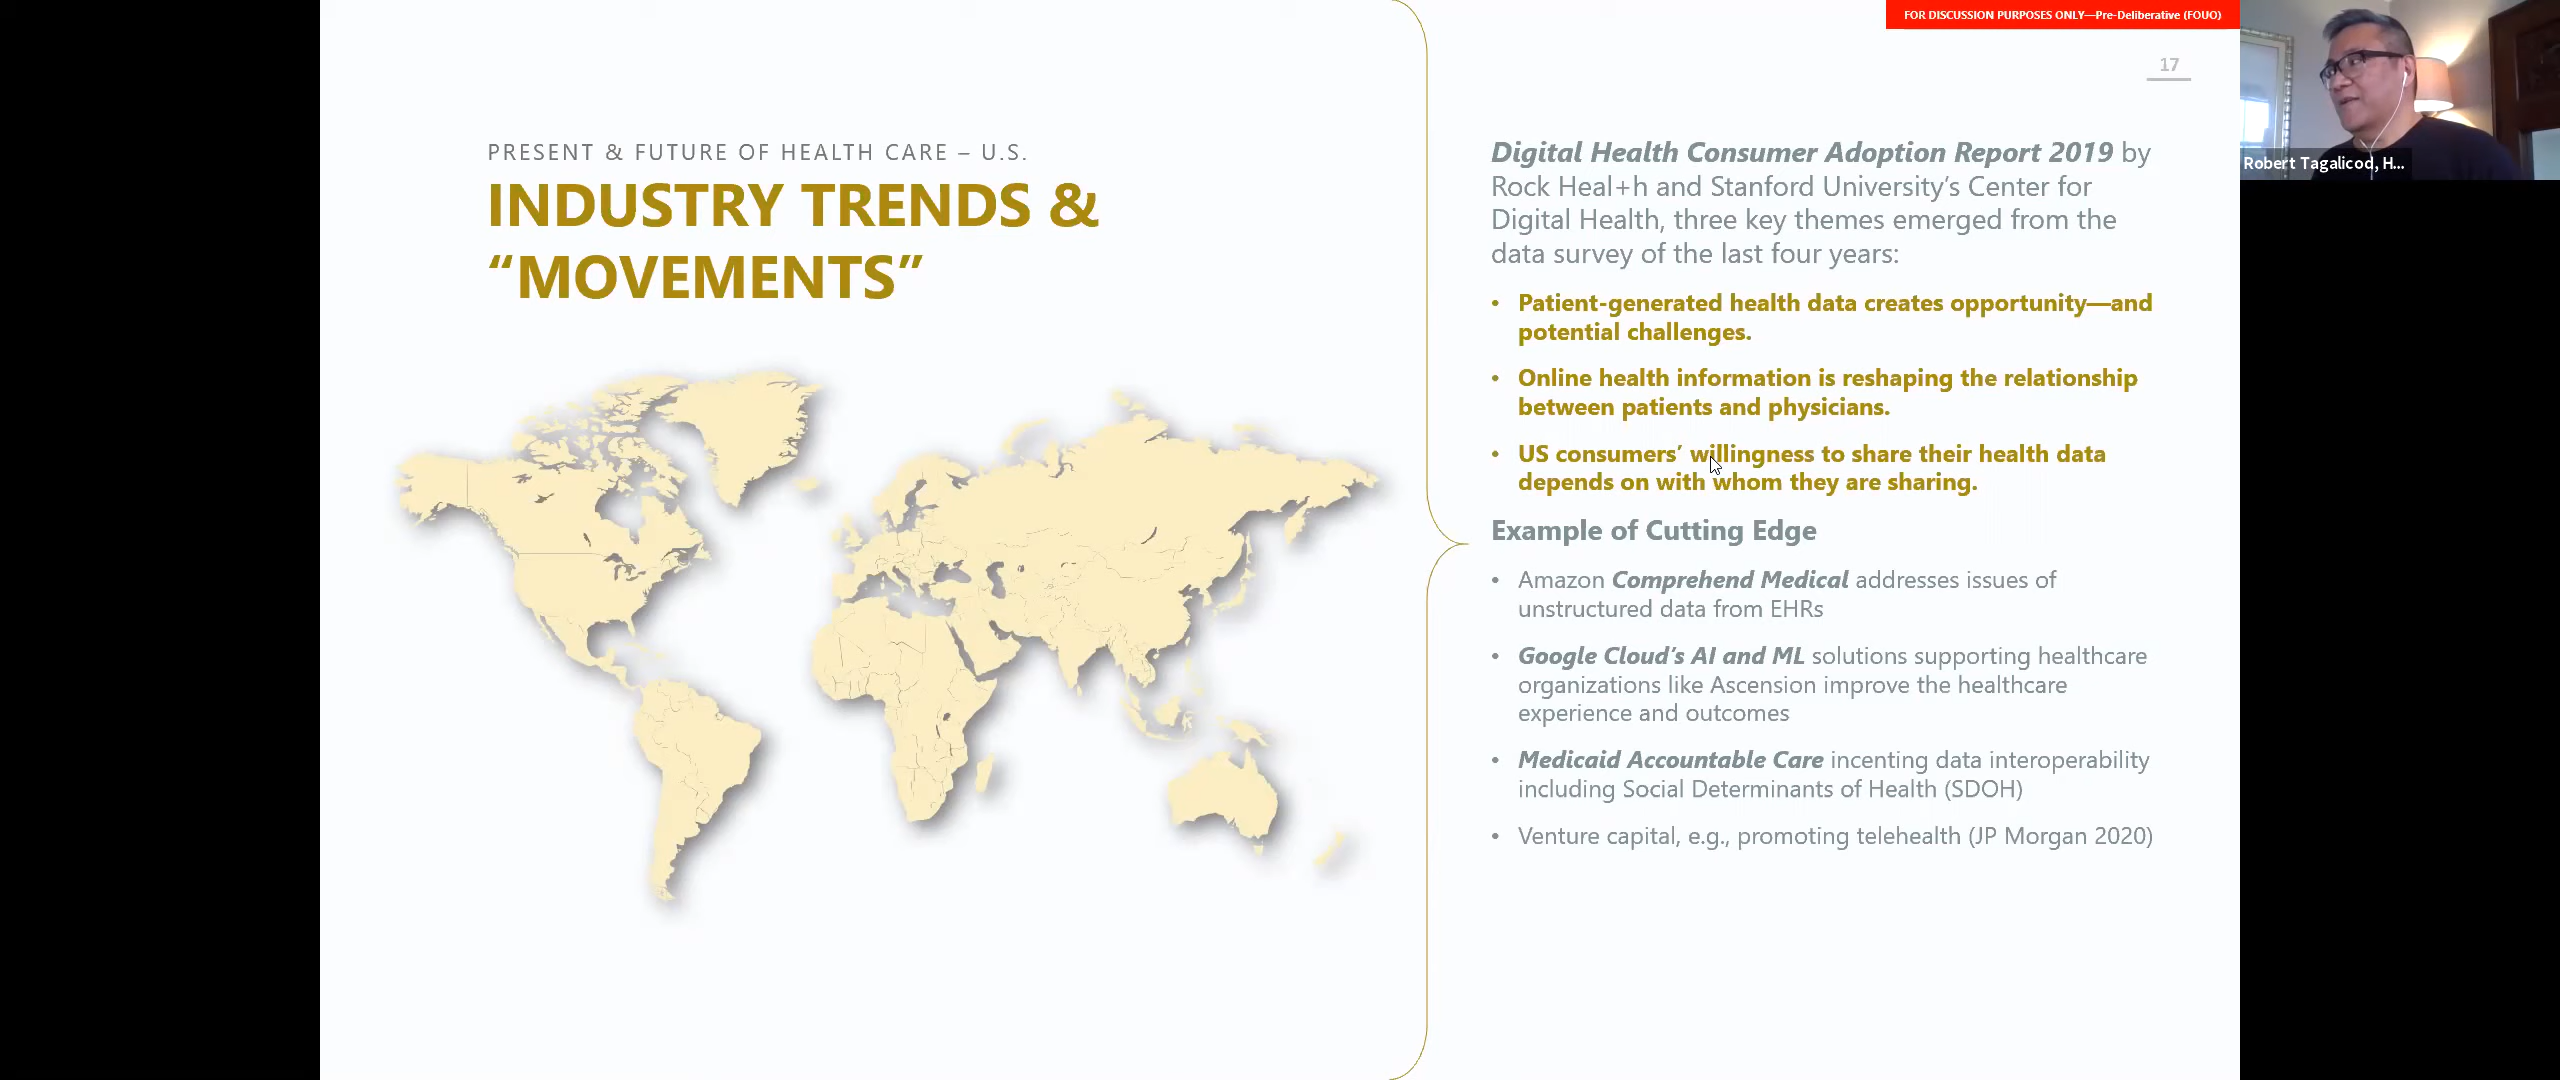 FOR DISCUSSION PURPOSES ONLY—Pre-Deliberative (FOUO)
17
PRESENT & FUTURE OF HEALTH CARE – U.S.
INDUSTRY TRENDS &
“MOVEMENTS”
Digital Health Consumer Adoption Report 2019 by
Rock Heal+h and Stanford University’s Center for
Digital Health, three key themes emerged from the
data survey of the last four years:
• Patient-generated health data creates opportunity—and
potential challenges.
• Online health information is reshaping the relationship
between patients and physicians.
• US consumers’ willingness to share their health data
depends on with whom they are sharing.
Example of Cutting Edge
• Amazon Comprehend Medical addresses issues of
unstructured data from EHRs
• Google Cloud’s AI and ML solutions supporting healthcare
organizations like Ascension improve the healthcare
experience and outcomes
• Medicaid Accountable Care incenting data interoperability
including Social Determinants of Health (SDOH)
• Venture capital, e.g., promoting telehealth (JP Morgan 2020)
Robert Tagalicod, H...